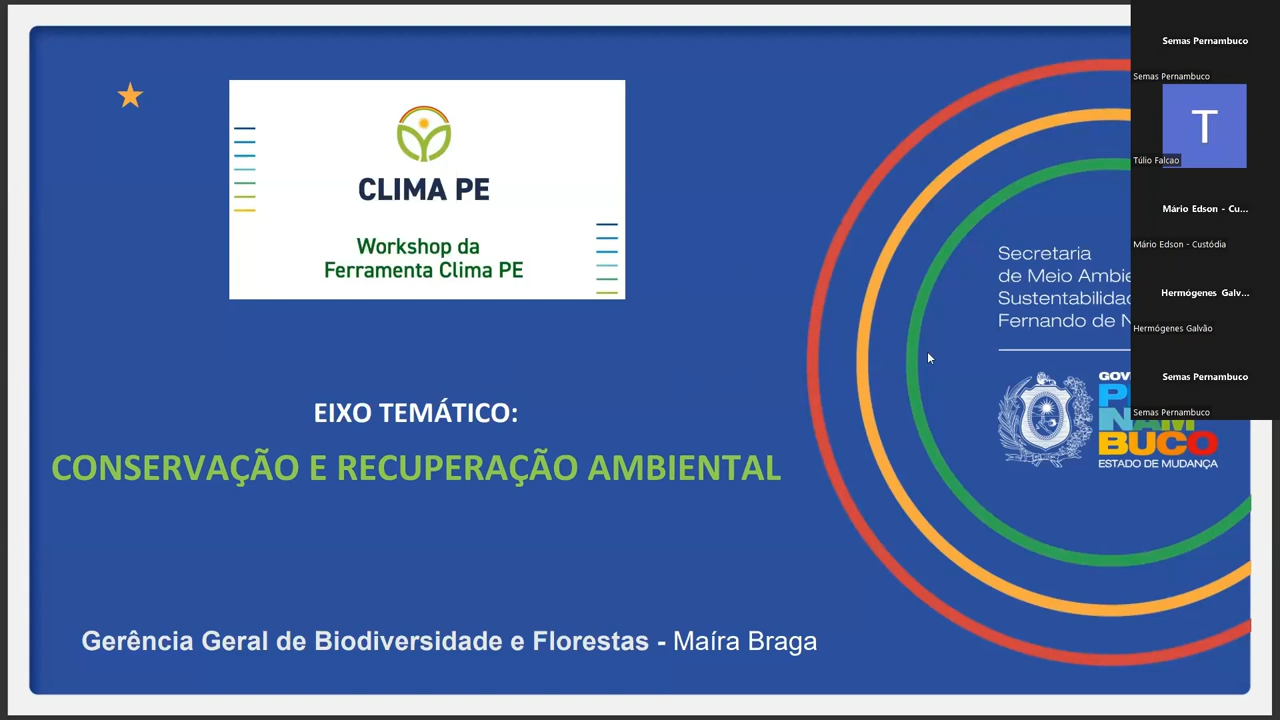 CLIMA PE
Workshop da
Ferramenta Clima PE
EIXO TEMÁTICO:
CONSERVAÇÃO E RECUPERAÇÃO AMBIENTAL
Gerência Geral de Biodiversidade e Florestas - Maíra Braga
Secretaria
de Meio Ambie
Sustentabilidad
Fernando de N
GOV
P
NAM
BUCO
ESTADO DE MUDANÇA
Semas Pernambuco
Semas Pernambuco
T
Túlio Falcao
Mário Edson - Cu...
Mário Edson - Custódia
Hermógenes Galv...
Hermógenes Galvão
Semas Pernambuco
Semas Pernambuco